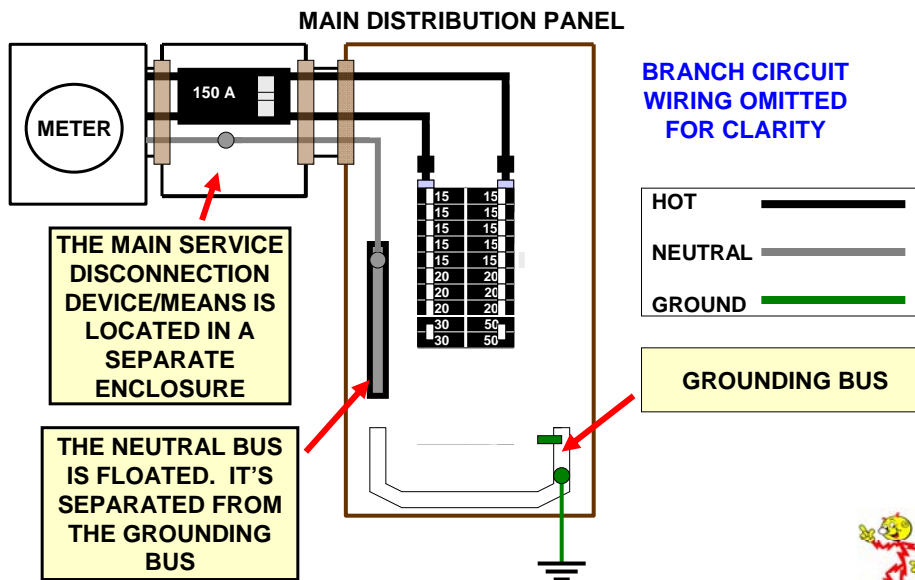 MAIN DISTRIBUTION PANEL
METER
150 A
BRANCH CIRCUIT
WIRING OMITTED
FOR CLARITY
15 15
15 15
15 15
15 15
15 15
20 20
20 20
20 20
30 50
30 50
HOT
NEUTRAL
GROUND
THE MAIN SERVICE
DISCONNECTION
DEVICE/MEANS IS
LOCATED IN A
SEPARATE
ENCLOSURE
GROUNDING BUS
THE NEUTRAL BUS
IS FLOATED. IT'S
SEPARATED FROM
THE GROUNDING
BUS